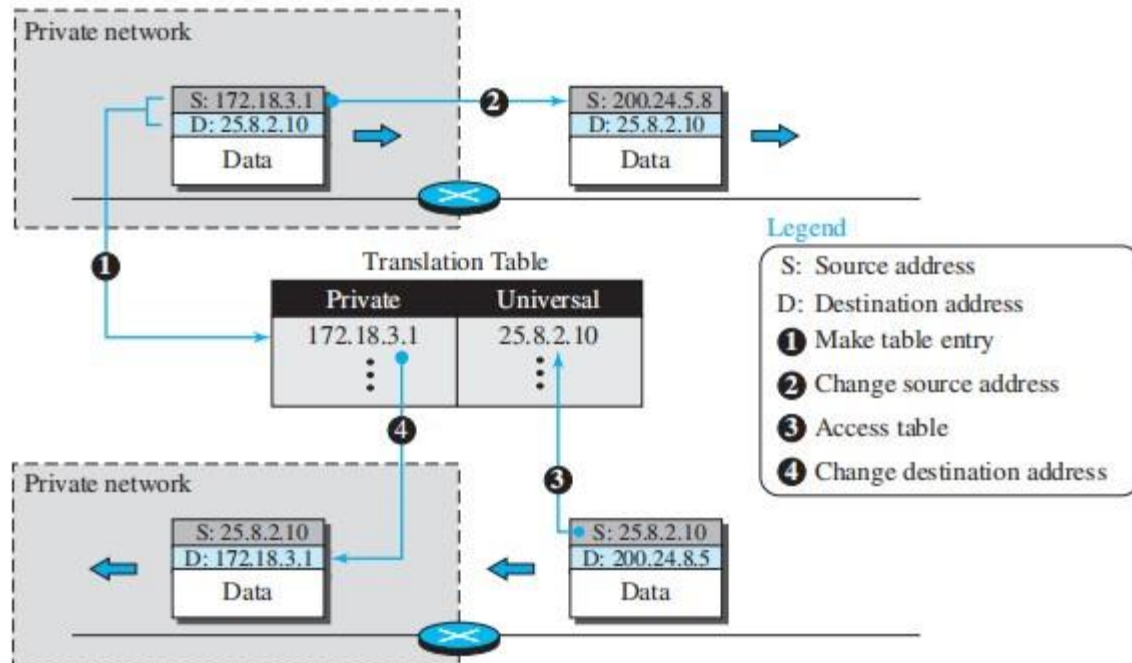 Private network
S: 172.18.3.1
D: 25.8.2.10
Data
2
S: 200.24.5.8
D: 25.8.2.10
Data
1
Translation Table
Private Universal
172.18.3.1 25.8.2.10
4
3
Legend
S: Source address
D: Destination address
1 Make table entry
2 Change source address
3 Access table
4 Change destination address
Private network
S: 25.8.2.10
D: 172.18.3.1
Data
S: 25.8.2.10
D: 200.24.8.5
Data